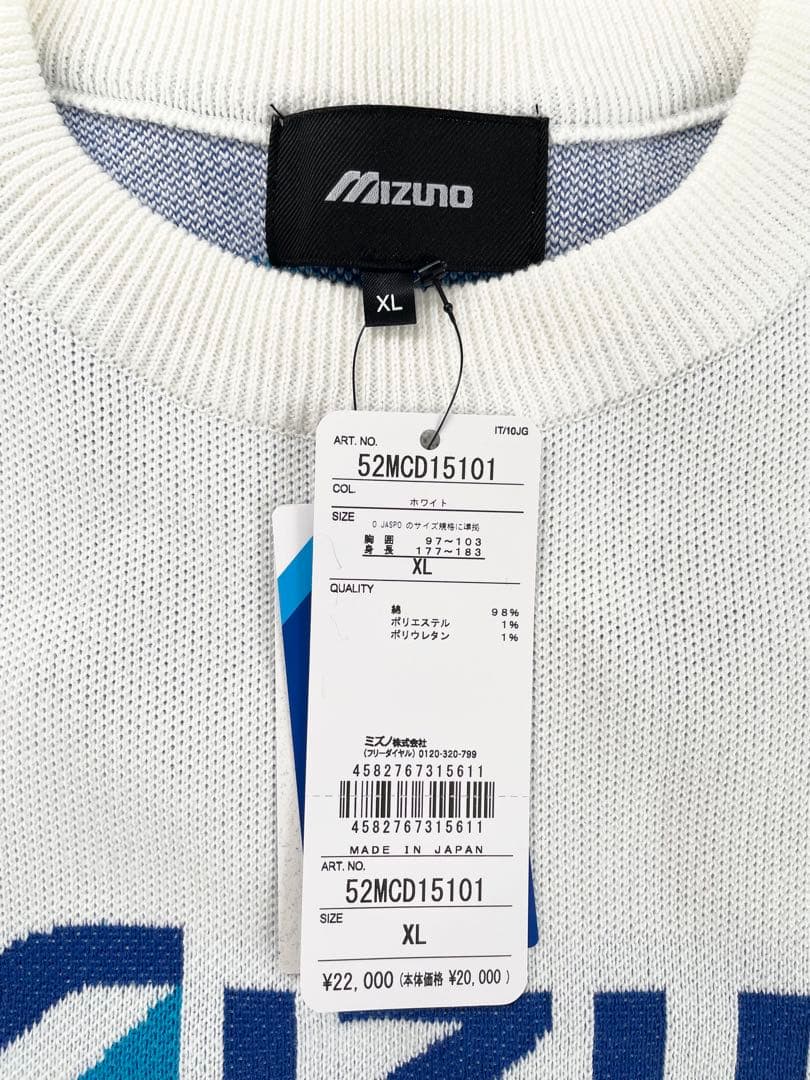 MIZUNO
XL
IT/10JG
ART. NO.
52MCD15101
COL.
ホワイト
SIZE
O JASPO のサイズ規格に準拠
胸囲 97～103
身長 177～183
XL
QUALITY
綿 98%
ポリエステル 1%
ポリウレタン 1%
ミズノ株式会社
(フリーダイヤル) 0120-320-799
4582767315611
4582767315611
MADE IN JAPAN
ART. NO.
52MCD15101
SIZE
XL
¥22,000 (本体価格 ¥20,000)